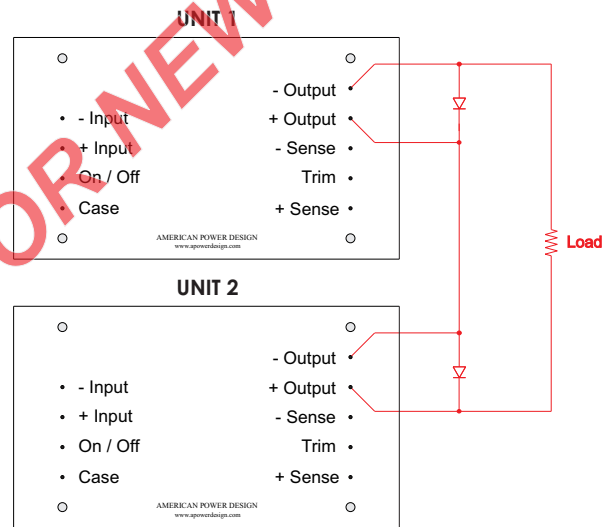 UNIT 1
- Output
+ Output
- Sense
Trim
+ Sense
- Input
+ Input
On / Off
Case
AMERICAN POWER DESIGN
www.apowerdesign.com
Load
UNIT 2
- Output
+ Output
- Sense
Trim
+ Sense
- Input
+ Input
On / Off
Case
AMERICAN POWER DESIGN
www.apowerdesign.com
OR NEW